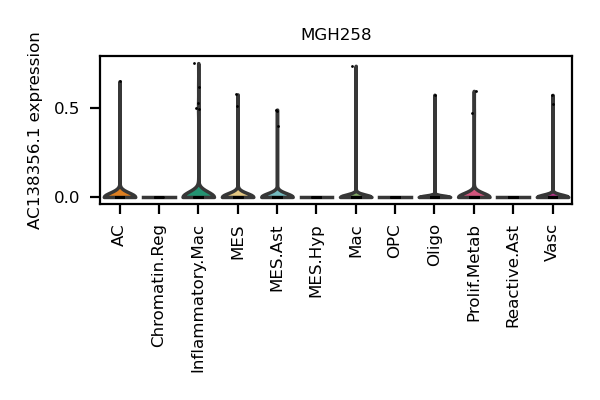 MGH258
AC138356.1 expression
0.5
0.0
AC
Chromatin.Reg
Inflammatory.Mac
MES
MES.Ast
MES.Hyp
Mac
OPC
Oligo
Prolif.Metab
Reactive.Ast
Vasc